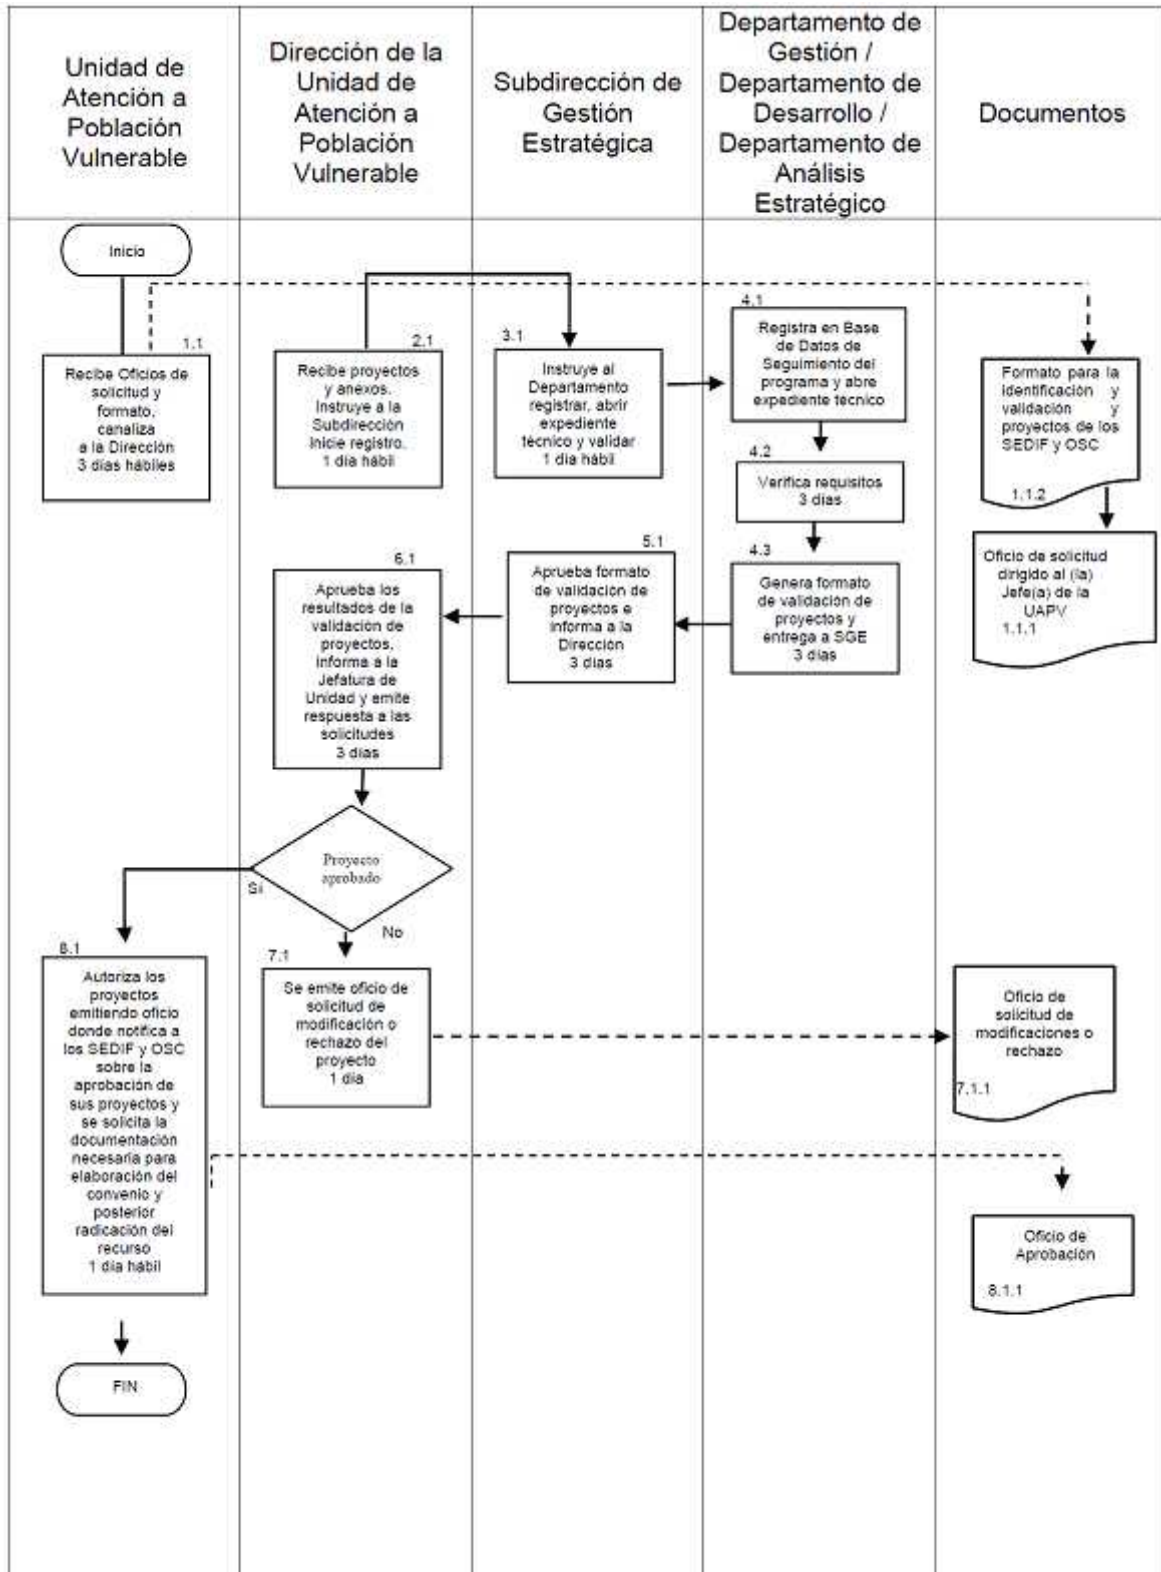 Unidad de
Atención a
Población
Vulnerable
Dirección de la
Unidad de
Atención a
Población
Vulnerable
Subdirección de
Gestión
Estratégica
Departamento de
Gestión /
Departamento de
Desarrollo /
Departamento de
Análisis
Estratégico
Documentos
Inicio
1.1
Recibe Oficios de
solicitud y
formato,
canaliza
a la Dirección
3 días hábiles
2.1
Recibe proyectos
y anexos.
Instruye a la
Subdirección
Inicie registro.
1 día hábil
3.1
Instruye al
Departamento
registrar, abrir
expediente
técnico y validar
1 día hábil
4.1
Registra en Base
de Datos de
Seguimiento del
programa y abre
expediente técnico
4.2
Verifica requisitos
3 días
4.3
Genera formato
de validación de
proyectos y
entrega a SGE
3 días
Formato para la
identificación y
validación y
proyectos de los
SEDIF y OSC
1.1.2
Oficio de solicitud
dirigido al (la)
Jefe(a) de la
UAPV
1.1.1
5.1
Aprueba formato
de validación de
proyectos e
informa a la
Dirección
3 días
6.1
Aprueba los
resultados de la
validación de
proyectos,
informa a la
Jefatura de
Unidad y emite
respuesta a las
solicitudes
3 días
Proyecto
aprobado
Sí
No
7.1
Se emite oficio de
solicitud de
modificación o
rechazo del
proyecto
1 día
Oficio de
solicitud de
modificaciones o
rechazo
7.1.1
8.1
Autoriza los
proyectos
emitiendo oficio
donde notifica a
los SEDIF y OSC
sobre la
aprobación de
sus proyectos y
se solicita la
documentación
necesaria para
elaboración del
convenio y
posterior
radicación del
recurso
1 día hábil
Oficio de
Aprobación
8.1.1
FIN